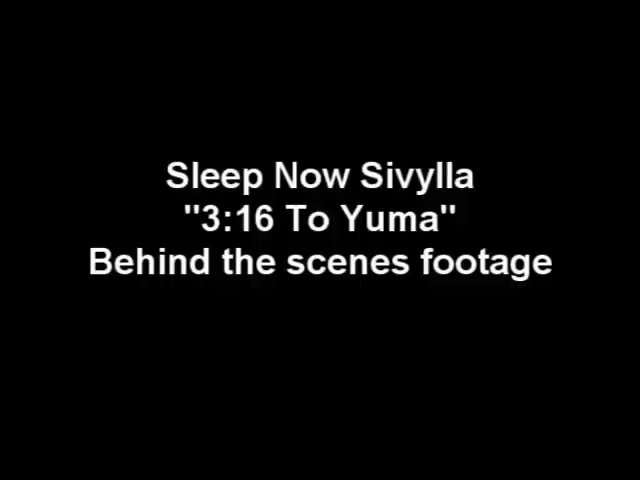 Sleep Now Sivylla
"3:16 To Yuma"
Behind the scenes footage